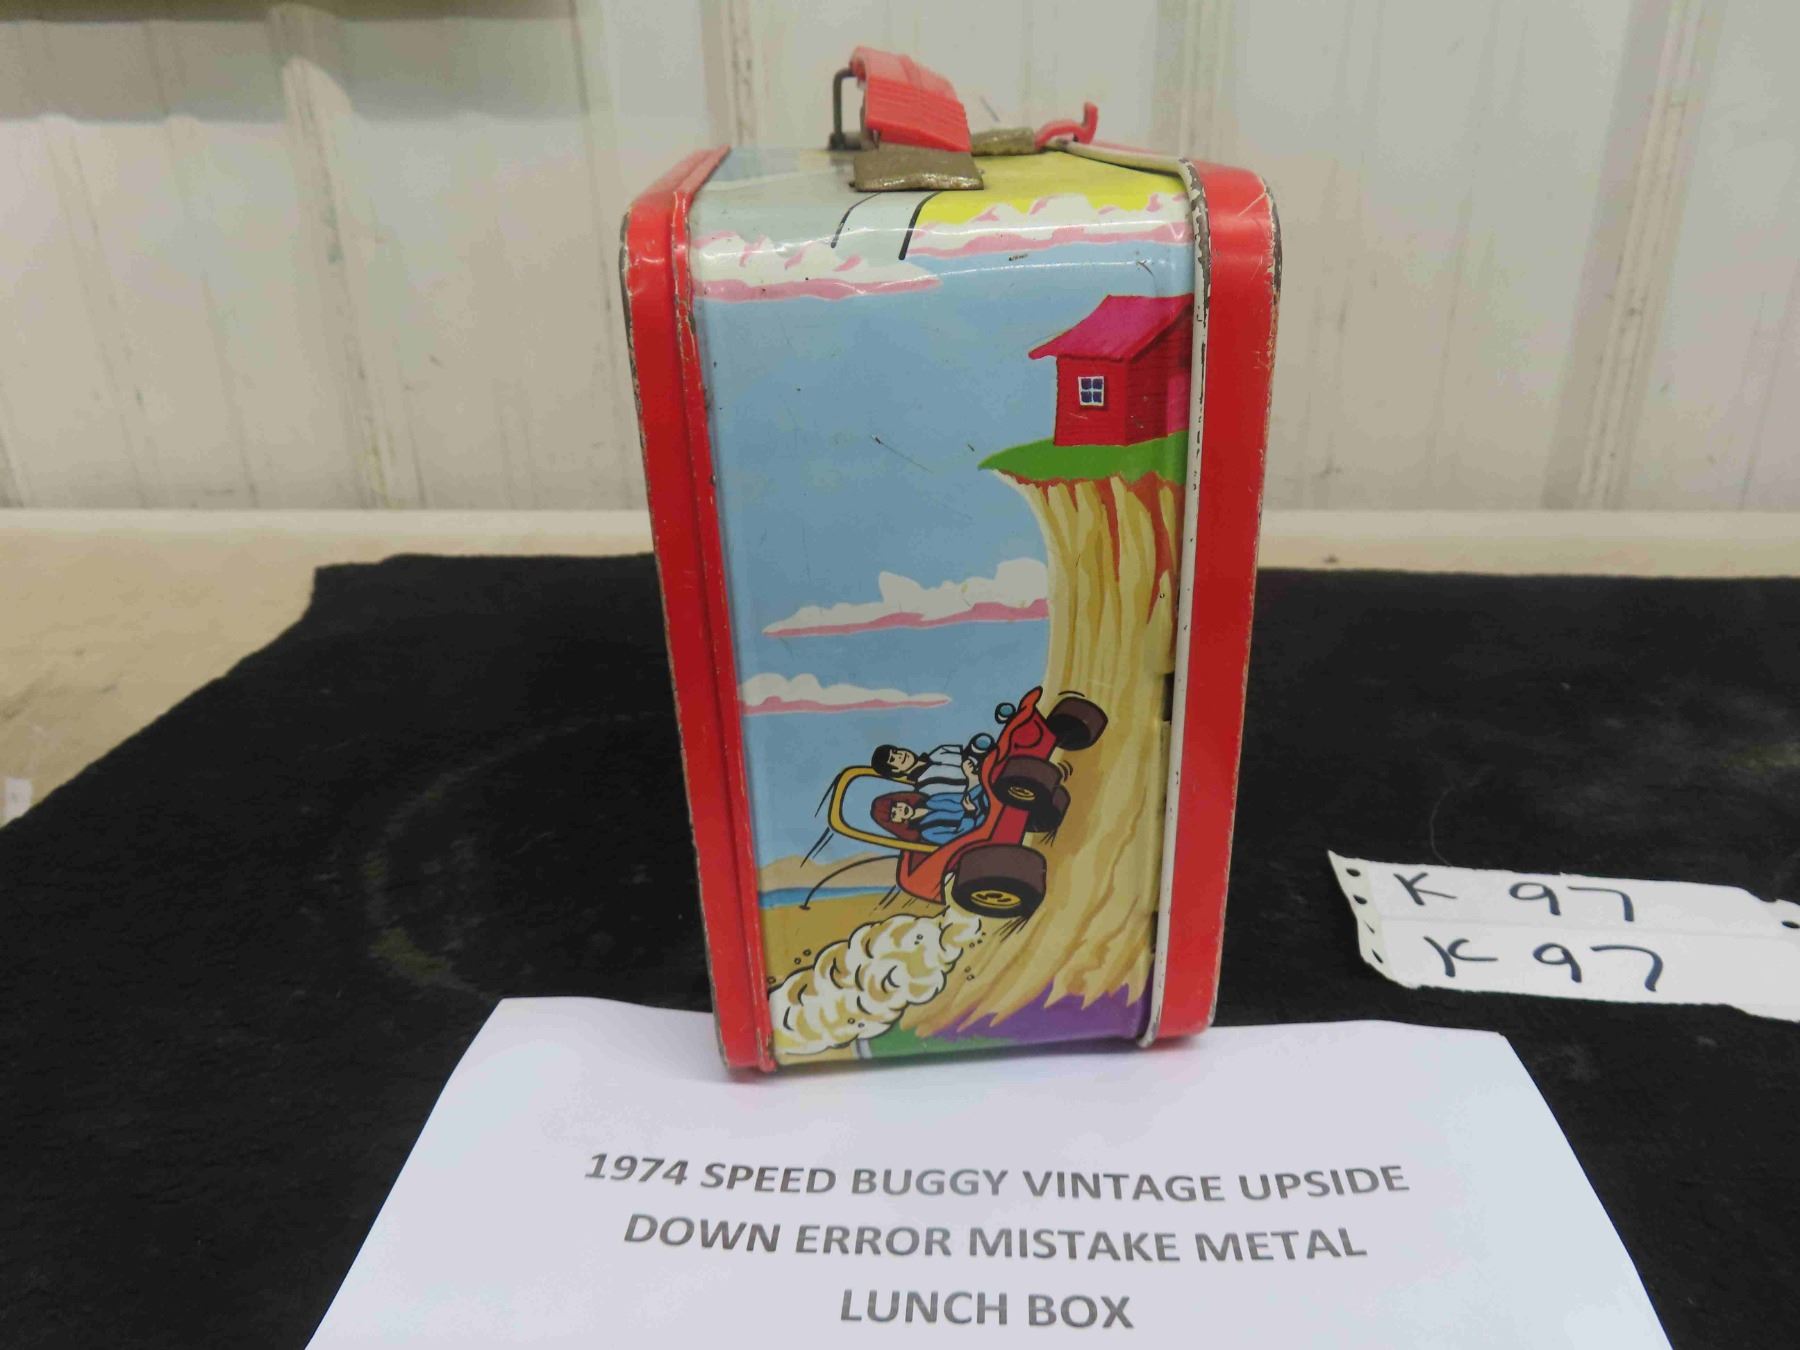 K 97
K 97
1974 SPEED BUGGY VINTAGE UPSIDE
DOWN ERROR MISTAKE METAL
LUNCH BOX